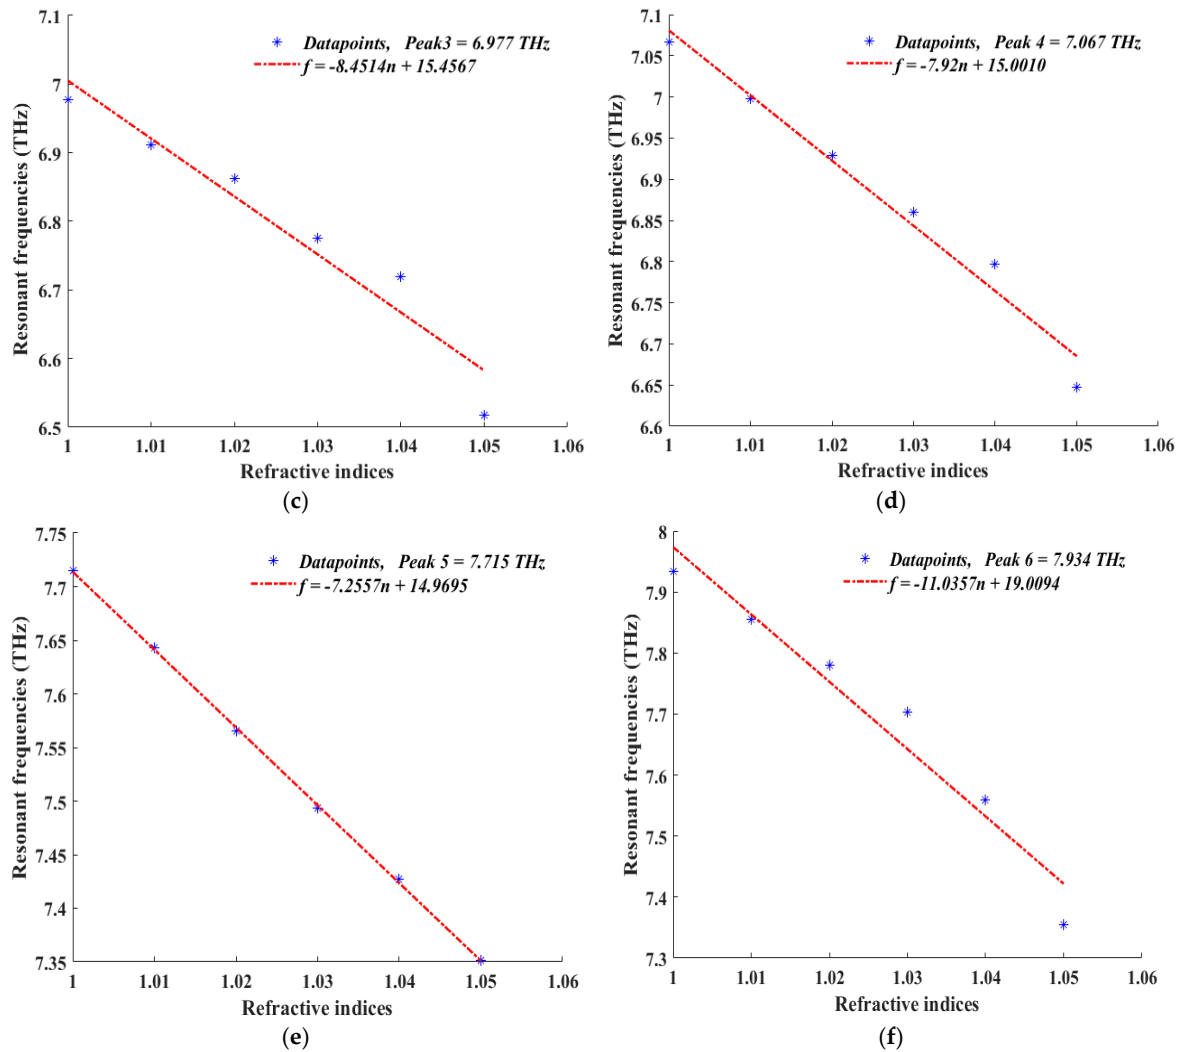 7.1
7
6.9
6.8
6.7
6.6
6.5
Resonant frequencies (THz)
Datapoints, Peak3 = 6.977 THz
f = -8.4514n + 15.4567
1 1.01 1.02 1.03 1.04 1.05 1.06
Refractive indices
(c)
7.1
7.05
7
6.95
6.9
6.85
6.8
6.75
6.7
6.65
6.6
Resonant frequencies (THz)
Datapoints, Peak 4 = 7.067 THz
f = -7.92n + 15.0010
1 1.01 1.02 1.03 1.04 1.05 1.06
Refractive indices
(d)
7.75
7.7
7.65
7.6
7.55
7.5
7.45
7.4
7.35
Resonant frequencies (THz)
Datapoints, Peak 5 = 7.715 THz
f = -7.2557n + 14.9695
1 1.01 1.02 1.03 1.04 1.05 1.06
Refractive indices
(e)
8
7.9
7.8
7.7
7.6
7.5
7.4
7.3
Resonant frequencies (THz)
Datapoints, Peak 6 = 7.934 THz
f = -11.0357n + 19.0094
1 1.01 1.02 1.03 1.04 1.05 1.06
Refractive indices
(f)